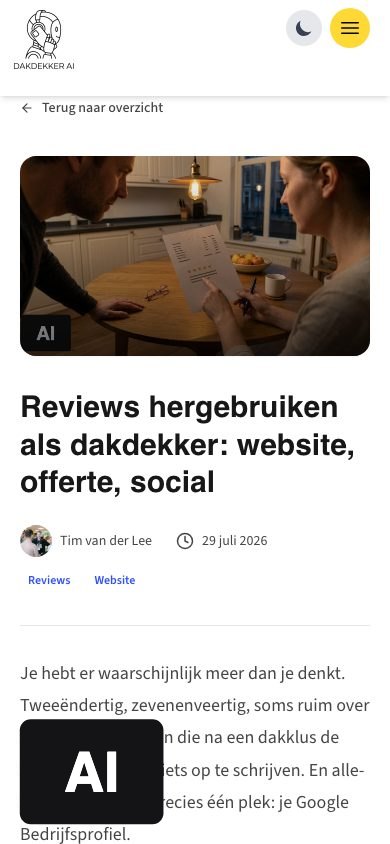 DAKDEKKER AI
Terug naar overzicht
AI
Reviews hergebruiken
als dakdekker: website,
offerte, social
Tim van der Lee
29 juli 2026
Reviews Website
Je hebt er waarschijnlijk meer dan je denkt.
Tweeëndertig, zevenenveertig, soms ruim over
n die na een dakklus de
AI
iets op te schrijven. En alle-
recies één plek: je Google
Bedrijfsprofiel.